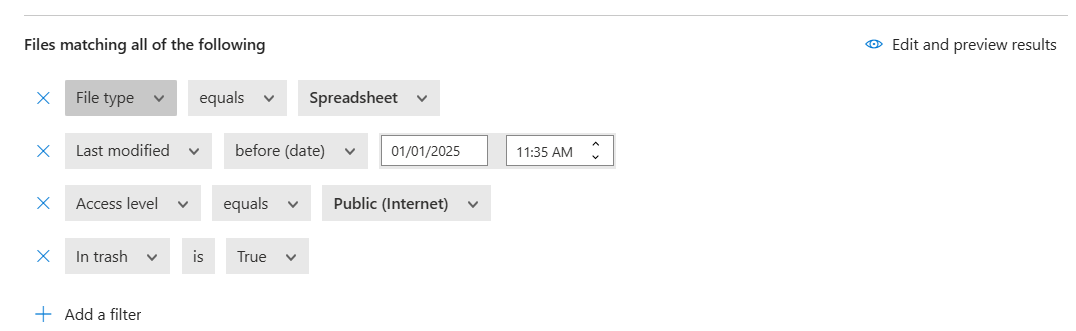 Files matching all of the following
Edit and preview results
File type equals Spreadsheet
Last modified before (date) 01/01/2025 11:35 AM
Access level equals Public (Internet)
In trash is True
Add a filter